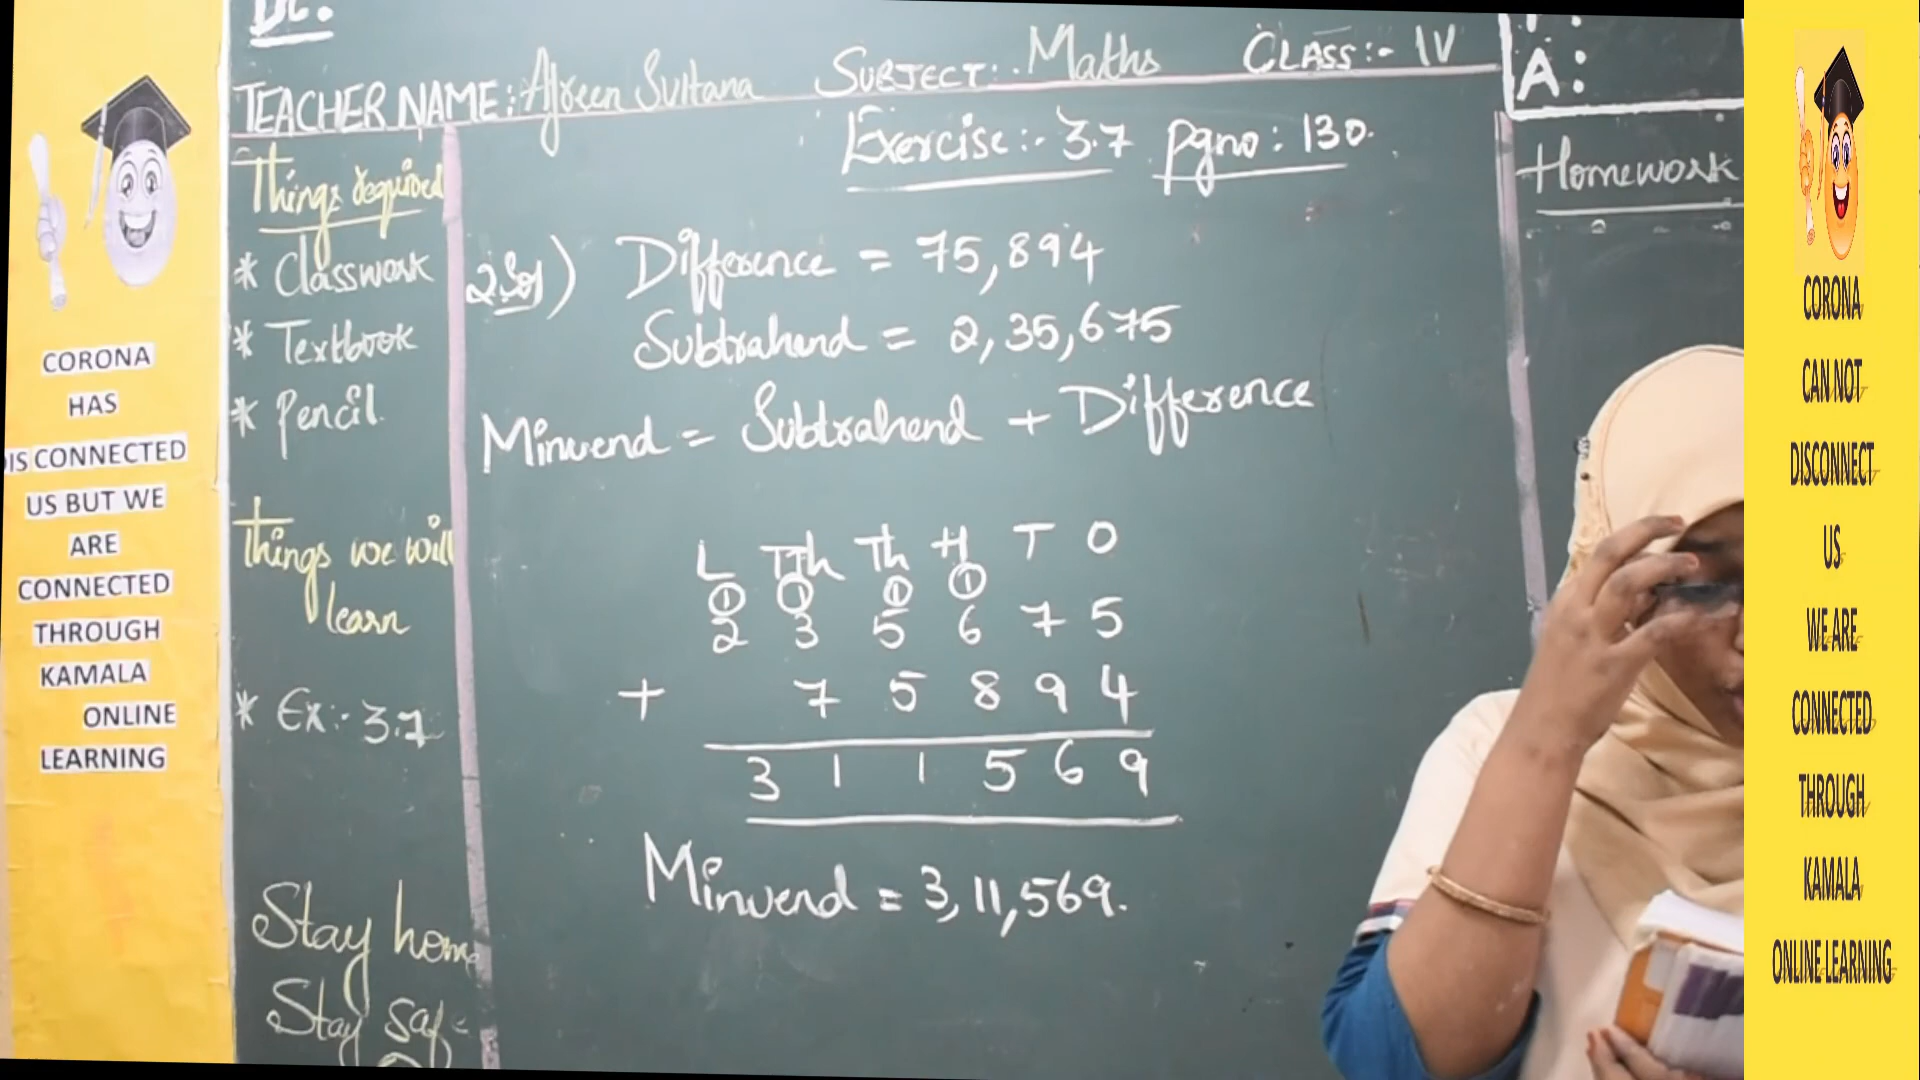 CORONA
HAS
DIS CONNECTED
US BUT WE
ARE
CONNECTED
THROUGH
KAMALA
ONLINE
LEARNING
TEACHER NAME: Afreen Sultana SUBJECT: Maths CLASS:- IV
A:
Exercise:- 3.7 pgno: 130.
Homework
Things required
* Classwork
* Textbook
* Pencil.
Things we will
learn
* Ex:- 3.7
Stay home
Stay safe
2 Sol) Difference = 75,894
Subtrahend = 2,35,675
Minuend = Subtrahend + Difference
L TTh Th H T O
1 1 1 1
2 3 5 6 7 5
+ 7 5 8 9 4
3 1 1 5 6 9
Minuend = 3,11,569.
CORONA
CAN NOT
DISCONNECT
US
WE ARE
CONNECTED
THROUGH
KAMALA
ONLINE LEARNING